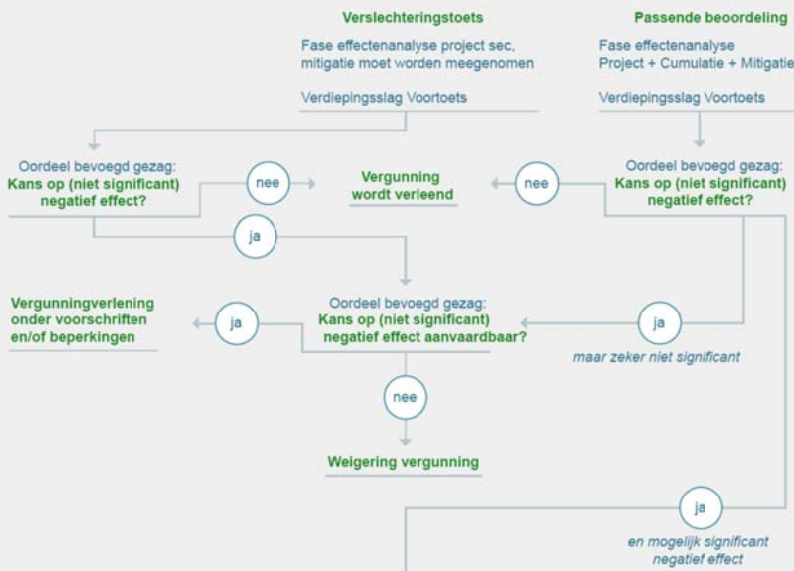 Verslechteringstoets
Fase effectenanalyse project sec,
mitigatie moet worden meegenomen
Verdiepingsslag Voortoets
Passende beoordeling
Fase effectenanalyse
Project + Cumulatie + Mitigatie
Verdiepingsslag Voortoets
Oordeel bevoegd gezag:
Kans op (niet significant)
negatief effect?
nee
Vergunning
wordt verleend
nee
Oordeel bevoegd gezag:
Kans op (niet significant)
negatief effect?
ja
Vergunningverlening
onder voorschriften
en/of beperkingen
ja
Oordeel bevoegd gezag:
Kans op (niet significant)
negatief effect aanvaardbaar?
ja
maar zeker niet significant
nee
Weigering vergunning
ja
en mogelijk significant
negatief effect